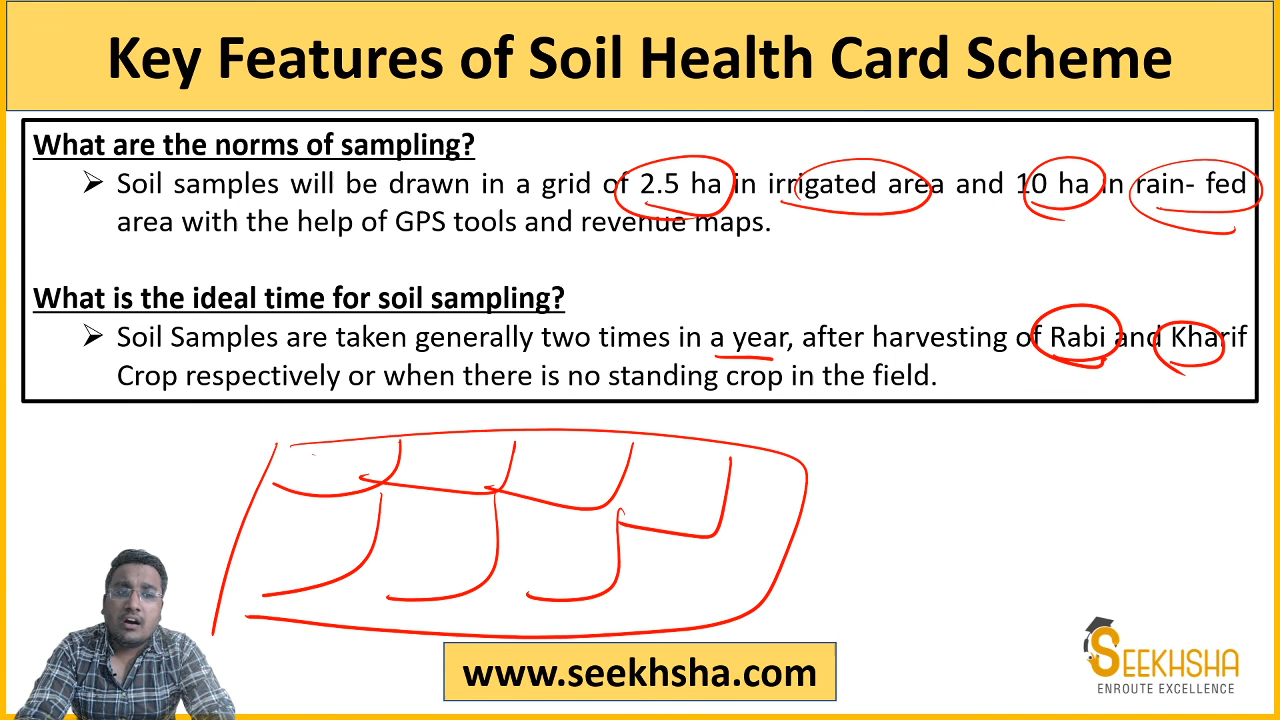 Key Features of Soil Health Card Scheme
What are the norms of sampling?
➢ Soil samples will be drawn in a grid of 2.5 ha in irrigated area and 10 ha in rain- fed
area with the help of GPS tools and revenue maps.
What is the ideal time for soil sampling?
➢ Soil Samples are taken generally two times in a year, after harvesting of Rabi and Kharif
Crop respectively or when there is no standing crop in the field.
www.seekhsha.com
SEEKHSHA
ENROUTE EXCELLENCE